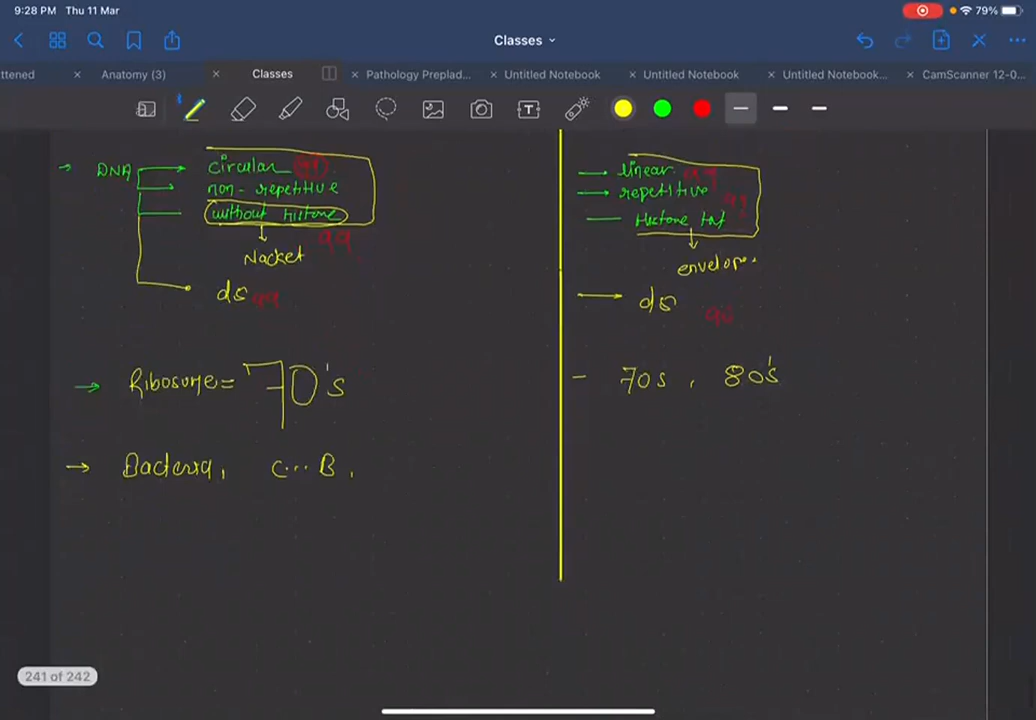 9:28 PM Thu 11 Mar
79%
Classes
ttened
Anatomy (3)
Classes
Pathology Preplad...
Untitled Notebook
Untitled Notebook
Untitled Notebook...
CamScanner 12-0...
DNA
circular
non-repetitive
without histone
Nacket
ds
Ribosome = 70's
Bacteria, C...B,
linear
repetitive
Histone
envelope
ds
- 70s, 80's
241 of 242